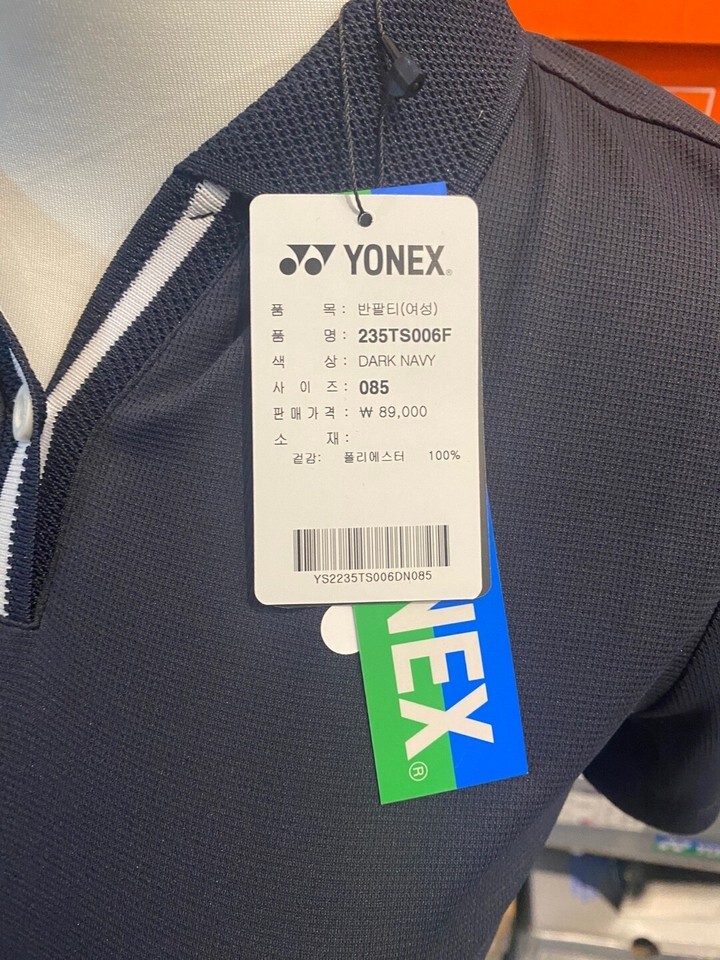 YONEX®
품 목 : 반팔티(여성)
품 명 : 235TS006F
색 상 : DARK NAVY
사 이 즈 : 085
판 매 가 격 : ₩ 89,000
소 재 :
겉감: 폴리에스터 100%
YS2235TS006DN085
NEX®